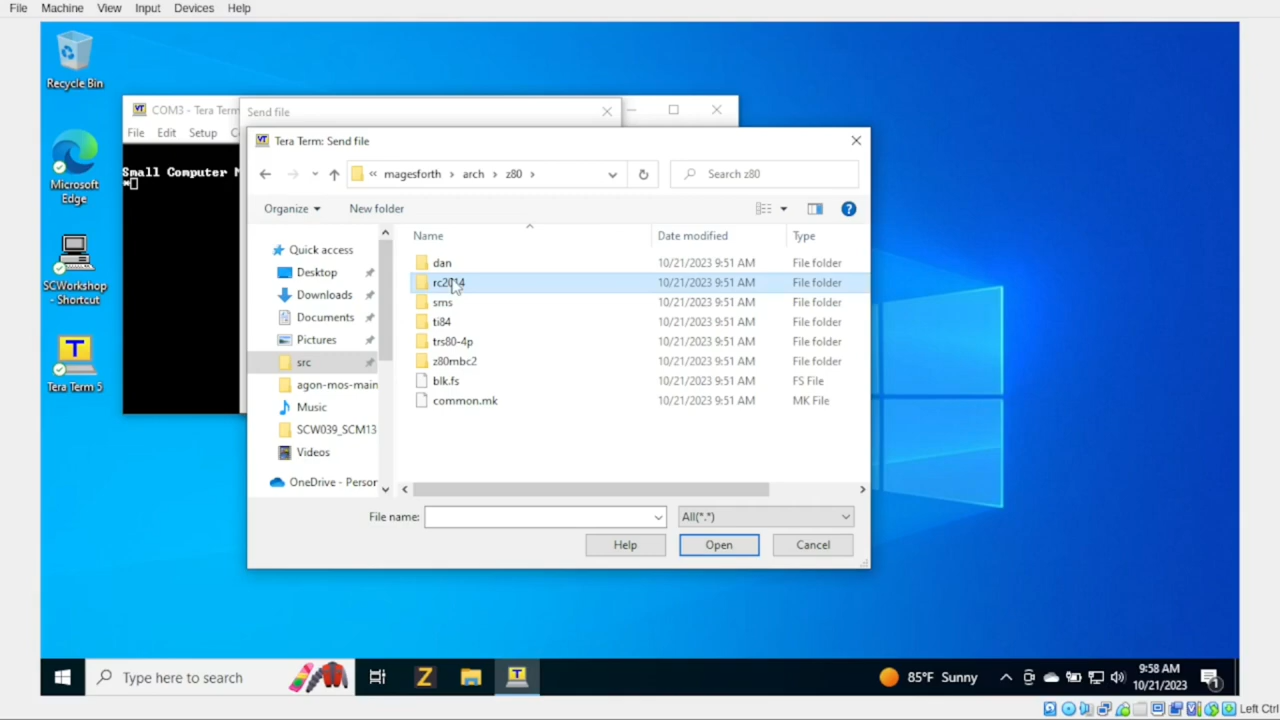 File Machine View Input Devices Help
Recycle Bin
Microsoft Edge
SCWorkshop - Shortcut
Tera Term 5
COM3 - Tera Term
File Edit Setup
Small Computer
*
Send file
Tera Term: Send file
« magesforth › arch › z80 ›
Search z80
Organize New folder
Name Date modified Type
Quick access
Desktop
Downloads
Documents
Pictures
src
agon-mos-main
Music
SCW039_SCM13
Videos
OneDrive - Person
dan 10/21/2023 9:51 AM File folder
rc2014 10/21/2023 9:51 AM File folder
sms 10/21/2023 9:51 AM File folder
ti84 10/21/2023 9:51 AM File folder
trs80-4p 10/21/2023 9:51 AM File folder
z80mbc2 10/21/2023 9:51 AM File folder
blk.fs 10/21/2023 9:51 AM FS File
common.mk 10/21/2023 9:51 AM MK File
File name: All(*.*)
Help Open Cancel
Type here to search
85°F Sunny
9:58 AM
10/21/2023
Left Ctrl